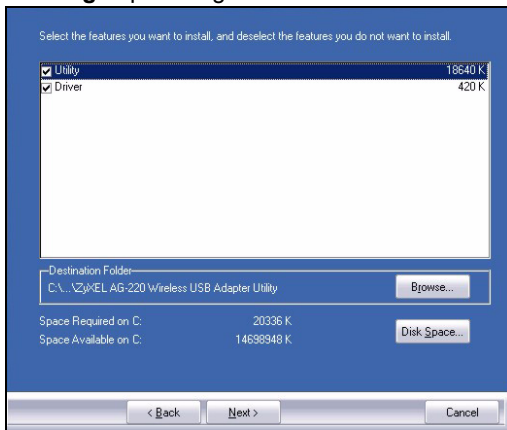 Select the features you want to install, and deselect the features you do not want to install.
Utility 18640 K
Driver 420 K
Destination Folder
C:\...\ZyXEL AG-220 Wireless USB Adapter Utility Browse...
Space Required on C: 20336 K
Space Available on C: 14698948 K
Disk Space...
< Back Next > Cancel